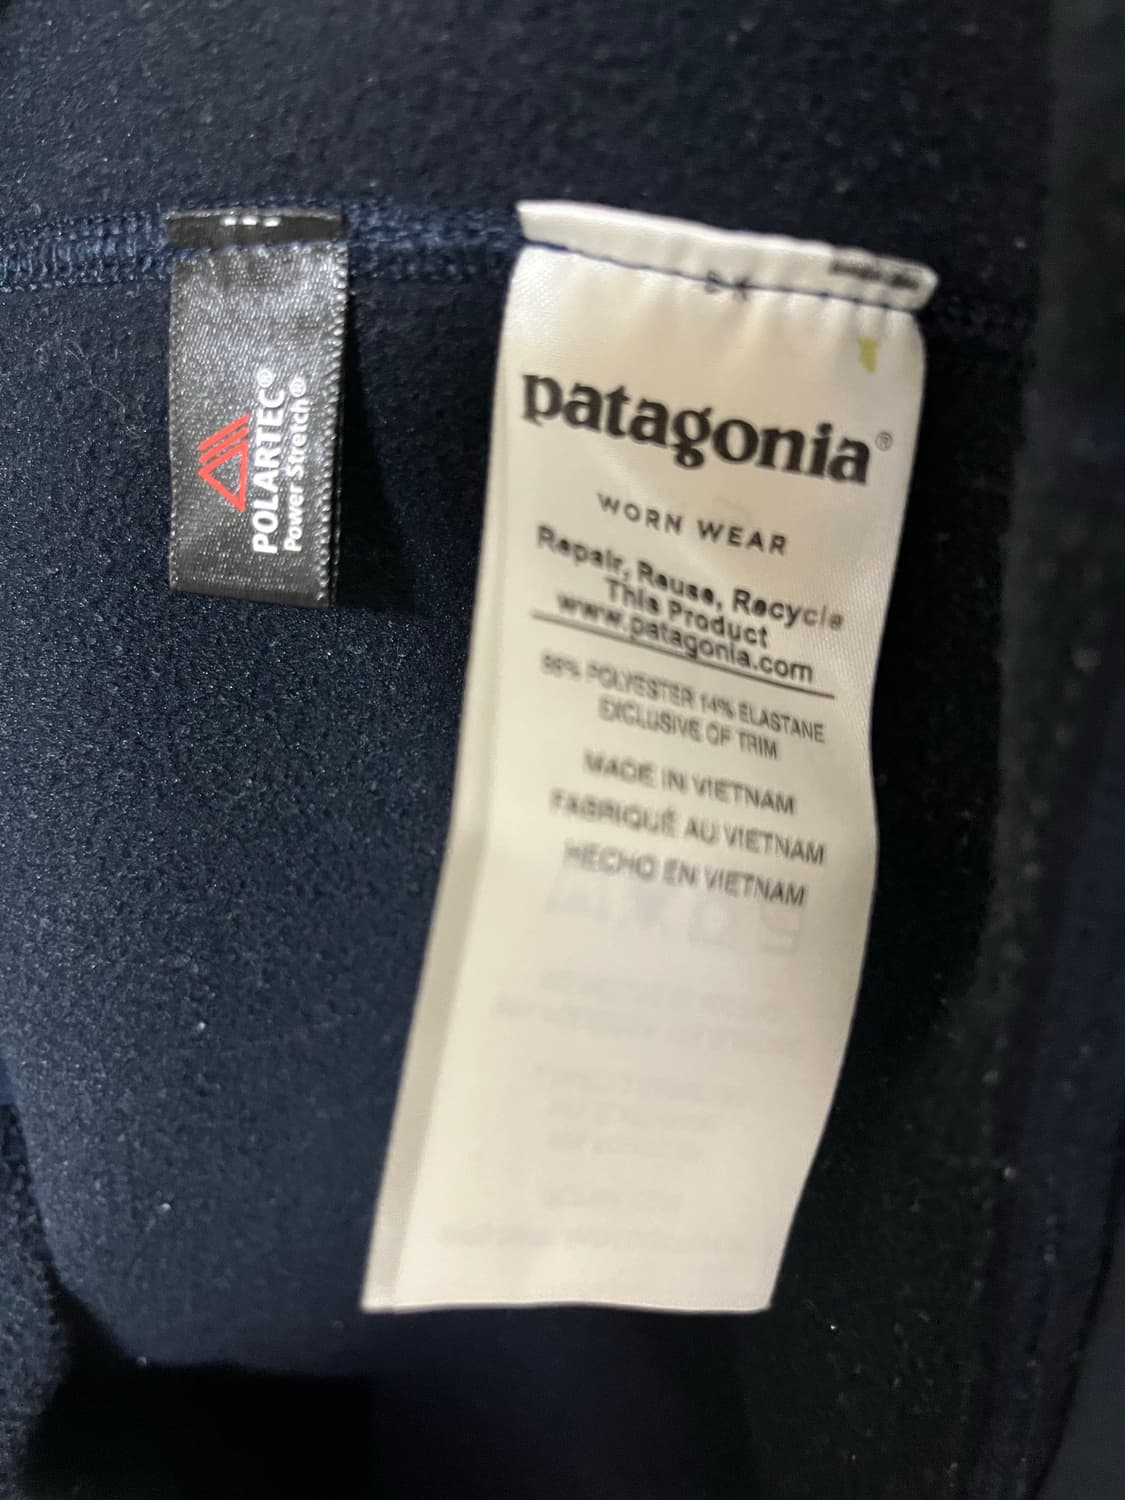 POLARTEC®
Power Stretch®
patagonia®
WORN WEAR
Repair, Reuse, Recycle
This Product
www.patagonia.com
86% POLYESTER 14% ELASTANE
EXCLUSIVE OF TRIM
MADE IN VIETNAM
FABRIQUÉ AU VIETNAM
HECHO EN VIETNAM